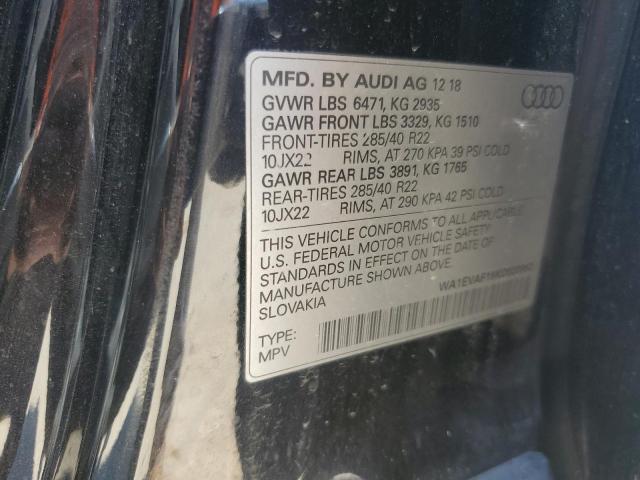 MFD. BY AUDI AG 12 18
GVWR LBS 6471, KG 2935
GAWR FRONT LBS 3329, KG 1510
FRONT-TIRES 285/40 R22
10JX22 RIMS, AT 270 KPA 39 PSI COLD
GAWR REAR LBS 3891, KG 1765
REAR-TIRES 285/40 R22
10JX22 RIMS, AT 290 KPA 42 PSI COLD
THIS VEHICLE CONFORMS TO ALL APPLICABLE
U.S. FEDERAL MOTOR VEHICLE SAFETY
STANDARDS IN EFFECT ON THE DATE OF
MANUFACTURE SHOWN ABOVE.
SLOVAKIA
TYPE:
MPV